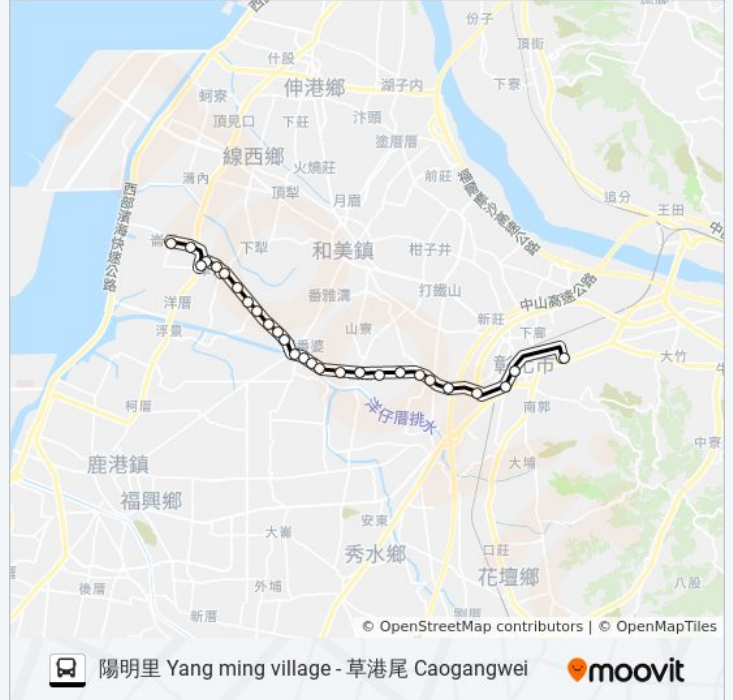 西
份子
頂街
什股
伸港鄉
湖子内
下寮
蚵寮
汴頭
頂見口
下莊
塗厝厝
線西鄉
火燒莊
前莊
溝內
頂犁
月眉
追分
王田
西部濱海快速公路
福爾摩沙高速公路
下犁
和美鎮
柑子井
番雅溝
打鐵山
中山高速公路
洋厝
新莊
浮景
山寮
下廍
番婆
彰化市
大竹
柯厝
洋仔厝排水
南郭
中寮
鹿港鎮
大埔
福興鄉
安東
大崙
秀水鄉
口莊
花壇鄉
後厝
外埔
八股
新厝
© OpenStreetMap contributors | © OpenMapTiles
陽明里 Yang ming village - 草港尾 Caogangwei
moovit